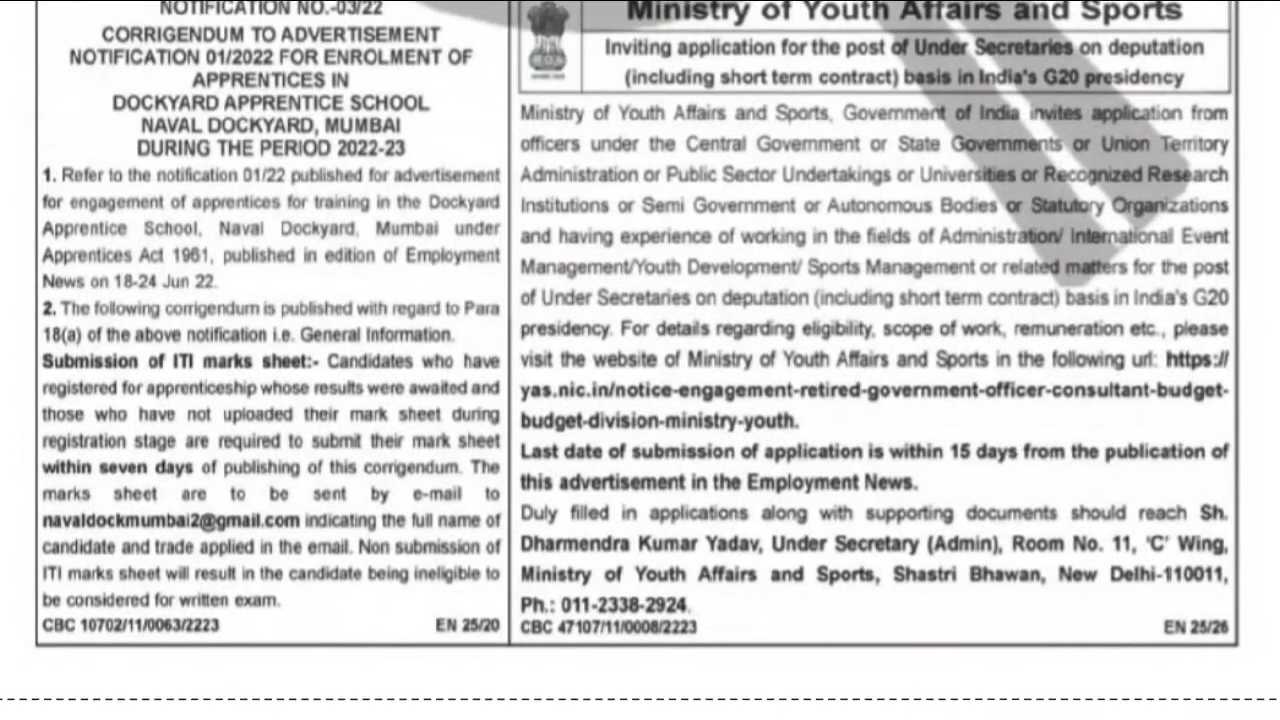 NOTIFICATION NO.-03/22
CORRIGENDUM TO ADVERTISEMENT
NOTIFICATION 01/2022 FOR ENROLMENT OF
APPRENTICES IN
DOCKYARD APPRENTICE SCHOOL
NAVAL DOCKYARD, MUMBAI
DURING THE PERIOD 2022-23
1. Refer to the notification 01/22 published for advertisement
for engagement of apprentices for training in the Dockyard
Apprentice School, Naval Dockyard, Mumbai under
Apprentices Act 1961, published in edition of Employment
News on 18-24 Jun 22.
2. The following corrigendum is published with regard to Para
18(a) of the above notification i.e. General Information.
Submission of ITI marks sheet:- Candidates who have
registered for apprenticeship whose results were awaited and
those who have not uploaded their mark sheet during
registration stage are required to submit their mark sheet
within seven days of publishing of this corrigendum. The
marks sheet are to be sent by e-mail to
navaldockmumbai2@gmail.com indicating the full name of
candidate and trade applied in the email. Non submission of
ITI marks sheet will result in the candidate being ineligible to
be considered for written exam.
CBC 10702/11/0063/2223 EN 25/20
Ministry of Youth Affairs and Sports
Inviting application for the post of Under Secretaries on deputation
(including short term contract) basis in India's G20 presidency
Ministry of Youth Affairs and Sports, Government of India invites application from
officers under the Central Government or State Governments or Union Territory
Administration or Public Sector Undertakings or Universities or Recognized Research
Institutions or Semi Government or Autonomous Bodies or Statutory Organizations
and having experience of working in the fields of Administration/ International Event
Management/Youth Development/ Sports Management or related matters for the post
of Under Secretaries on deputation (including short term contract) basis in India's G20
presidency. For details regarding eligibility, scope of work, remuneration etc., please
visit the website of Ministry of Youth Affairs and Sports in the following url: https://
yas.nic.in/notice-engagement-retired-government-officer-consultant-budget-
budget-division-ministry-youth.
Last date of submission of application is within 15 days from the publication of
this advertisement in the Employment News.
Duly filled in applications along with supporting documents should reach Sh.
Dharmendra Kumar Yadav, Under Secretary (Admin), Room No. 11, 'C' Wing,
Ministry of Youth Affairs and Sports, Shastri Bhawan, New Delhi-110011,
Ph.: 011-2338-2924.
CBC 47107/11/0008/2223 EN 25/26